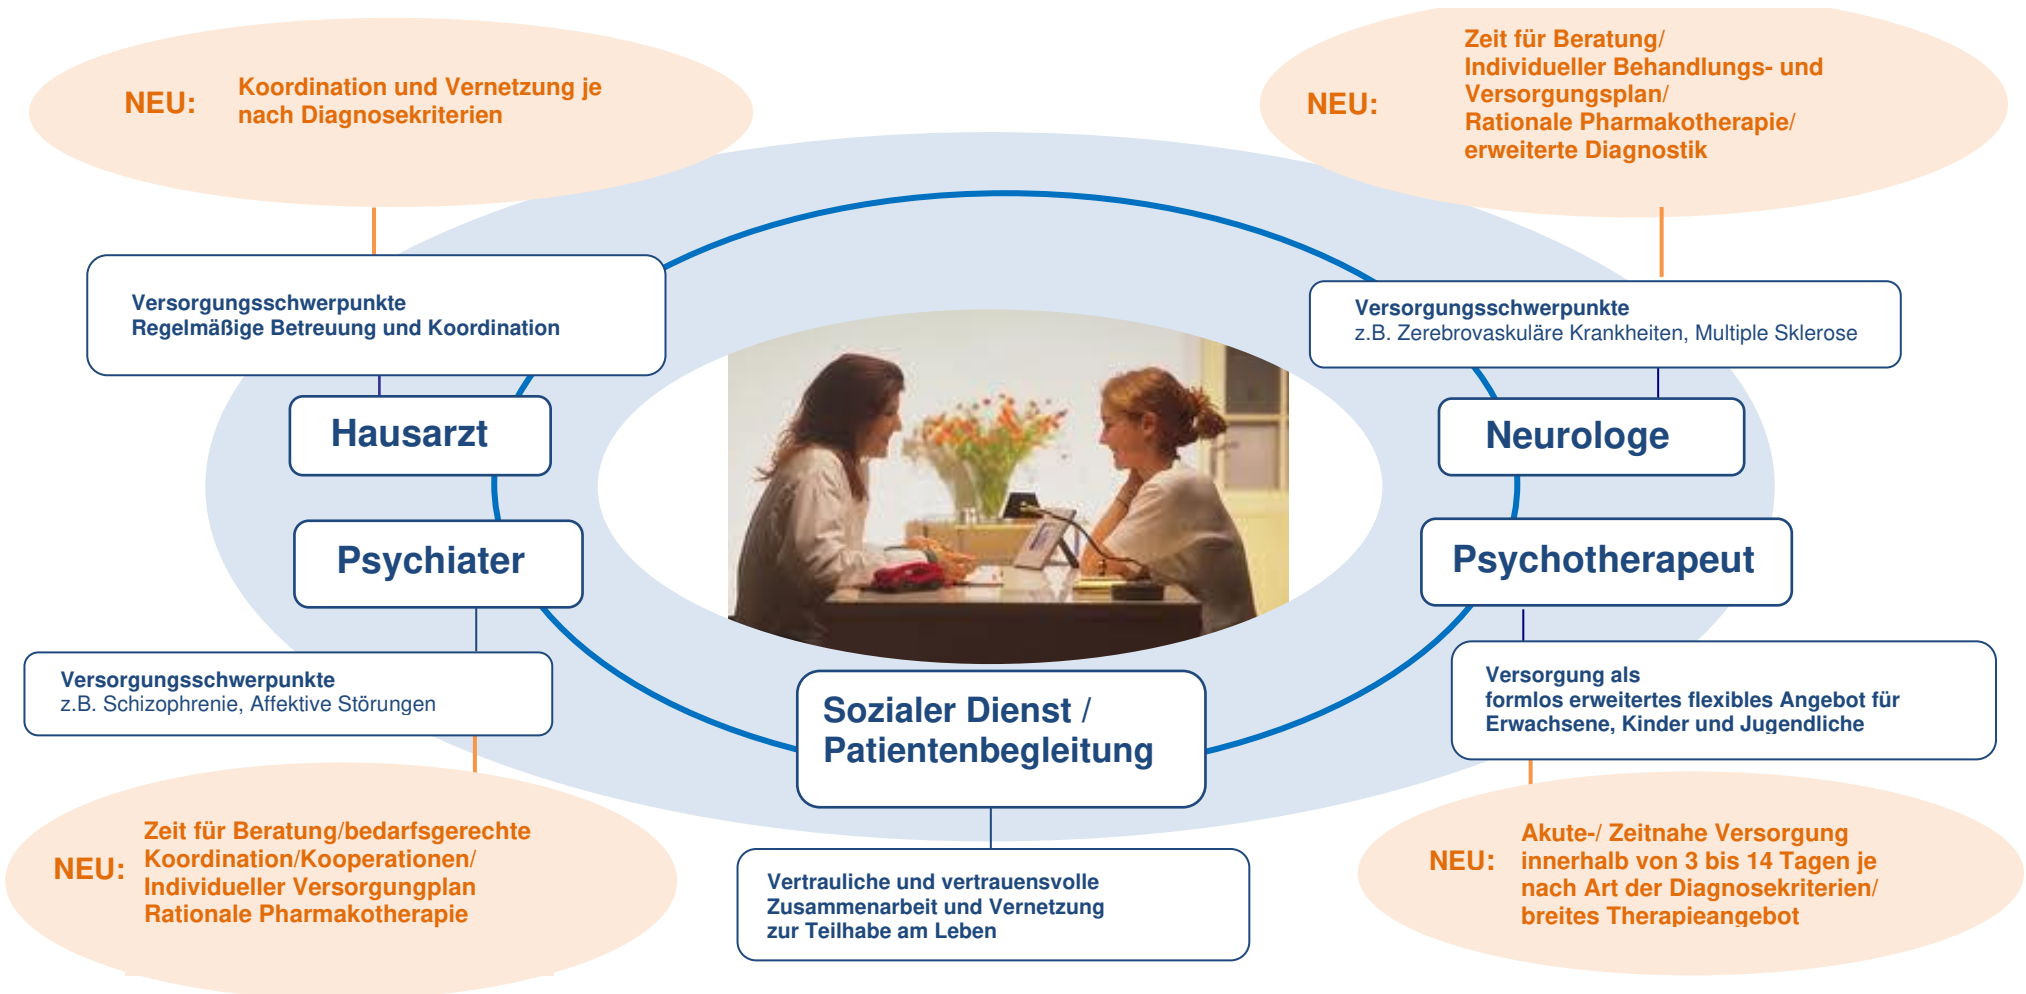 NEU:
Koordination und Vernetzung je
nach Diagnosekriterien
NEU:
Zeit für Beratung/
Individueller Behandlungs- und
Versorgungsplan/
Rationale Pharmakotherapie/
erweiterte Diagnostik
Versorgungsschwerpunkte
Regelmäßige Betreuung und Koordination
Versorgungsschwerpunkte
z.B. Zerebrovaskuläre Krankheiten, Multiple Sklerose
Hausarzt
Neurologe
Psychiater
Psychotherapeut
Versorgungsschwerpunkte
z.B. Schizophrenie, Affektive Störungen
Sozialer Dienst /
Patientenbegleitung
Versorgung als
formlos erweitertes flexibles Angebot für
Erwachsene, Kinder und Jugendliche
NEU:
Zeit für Beratung/bedarfsgerechte
Koordination/Kooperationen/
Individueller Versorgungplan
Rationale Pharmakotherapie
Vertrauliche und vertrauensvolle
Zusammenarbeit und Vernetzung
zur Teilhabe am Leben
NEU:
Akute-/ Zeitnahe Versorgung
innerhalb von 3 bis 14 Tagen je
nach Art der Diagnosekriterien/
breites Therapieangebot